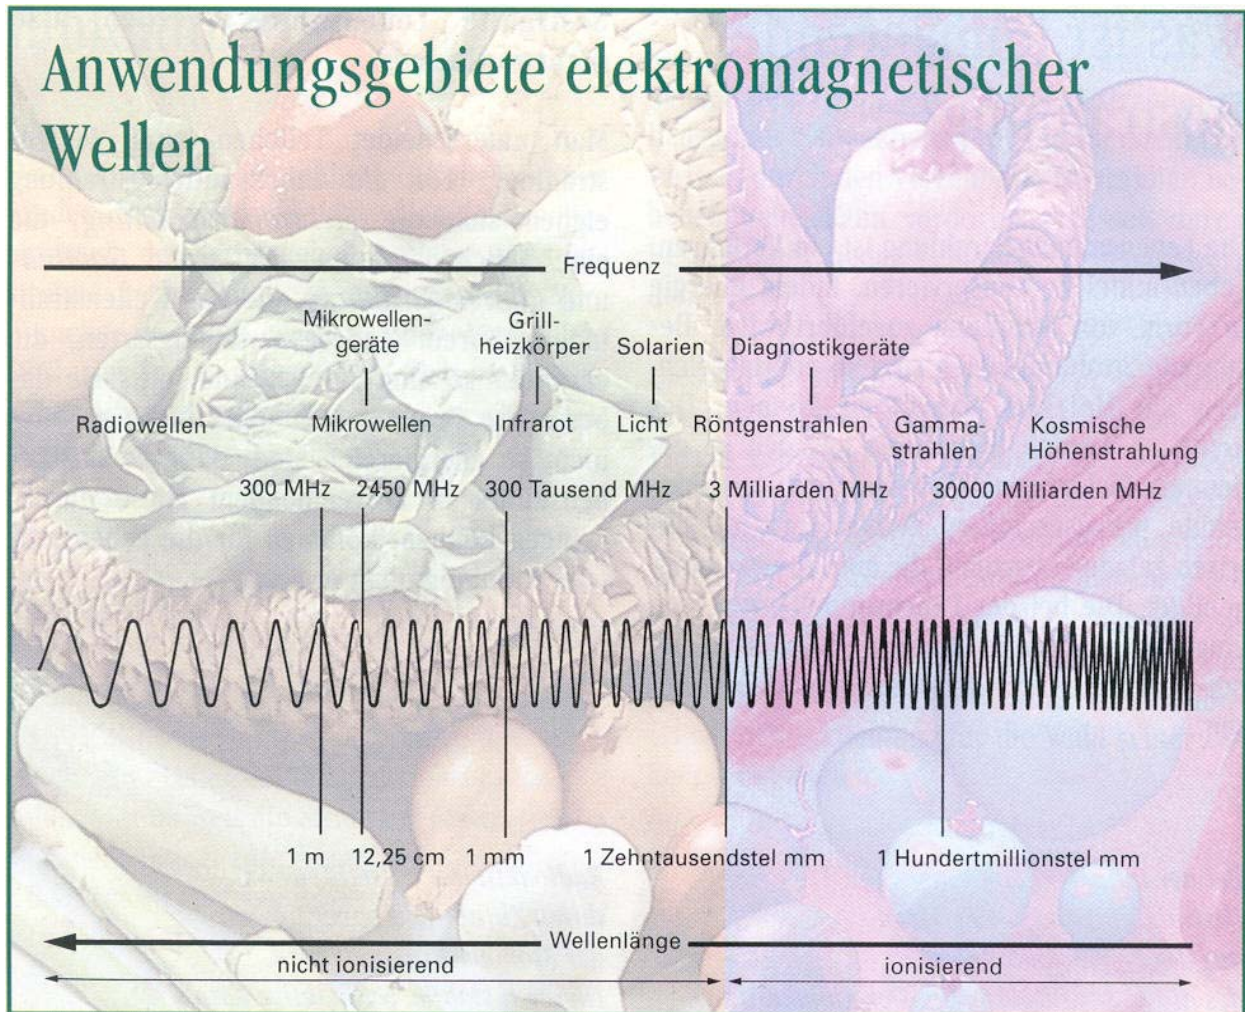 Anwendungsgebiete elektromagnetischer
Wellen
Frequenz
Mikrowellen-
geräte
Grill-
heizkörper
Solarien
Diagnostikgeräte
Radiowellen
Mikrowellen
Infrarot
Licht
Röntgenstrahlen
Gamma-
strahlen
Kosmische
Höhenstrahlung
300 MHz
2450 MHz
300 Tausend MHz
3 Milliarden MHz
30000 Milliarden MHz
1 m
12,25 cm
1 mm
1 Zehntausendstel mm
1 Hundertmillionstel mm
Wellenlänge
nicht ionisierend
ionisierend